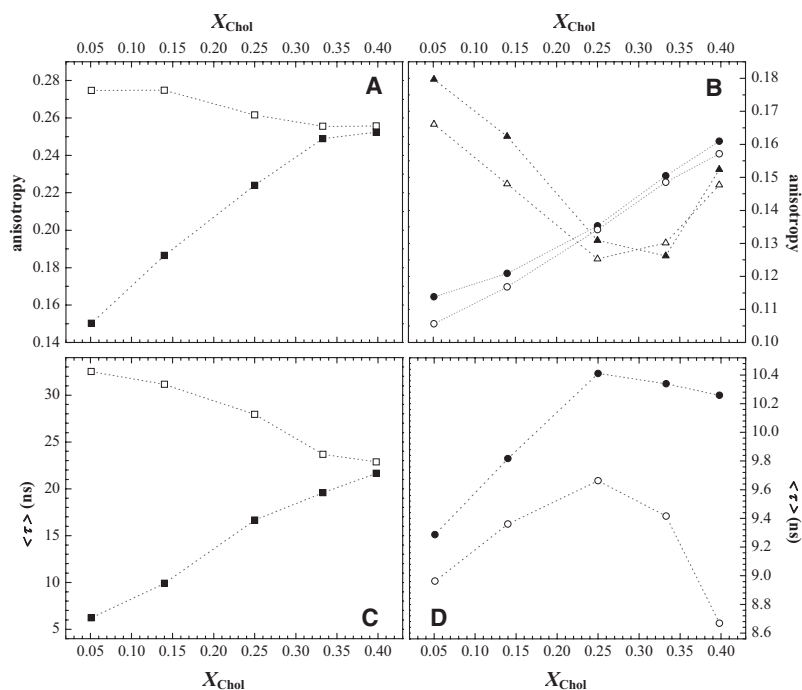 X_Chol X_Chol
0.05 0.10 0.15 0.20 0.25 0.30 0.35 0.40 0.05 0.10 0.15 0.20 0.25 0.30 0.35 0.40
A B
0.28 0.26 0.24 0.22 0.20 0.18 0.16 0.14
anisotropy
0.18 0.17 0.16 0.15 0.14 0.13 0.12 0.11 0.10
anisotropy
C D
30 25 20 15 10 5
<τ> (ns)
10.4 10.2 10.0 9.8 9.6 9.4 9.2 9.0 8.8 8.6
<τ> (ns)
0.05 0.10 0.15 0.20 0.25 0.30 0.35 0.40 0.05 0.10 0.15 0.20 0.25 0.30 0.35 0.40
X_Chol X_Chol